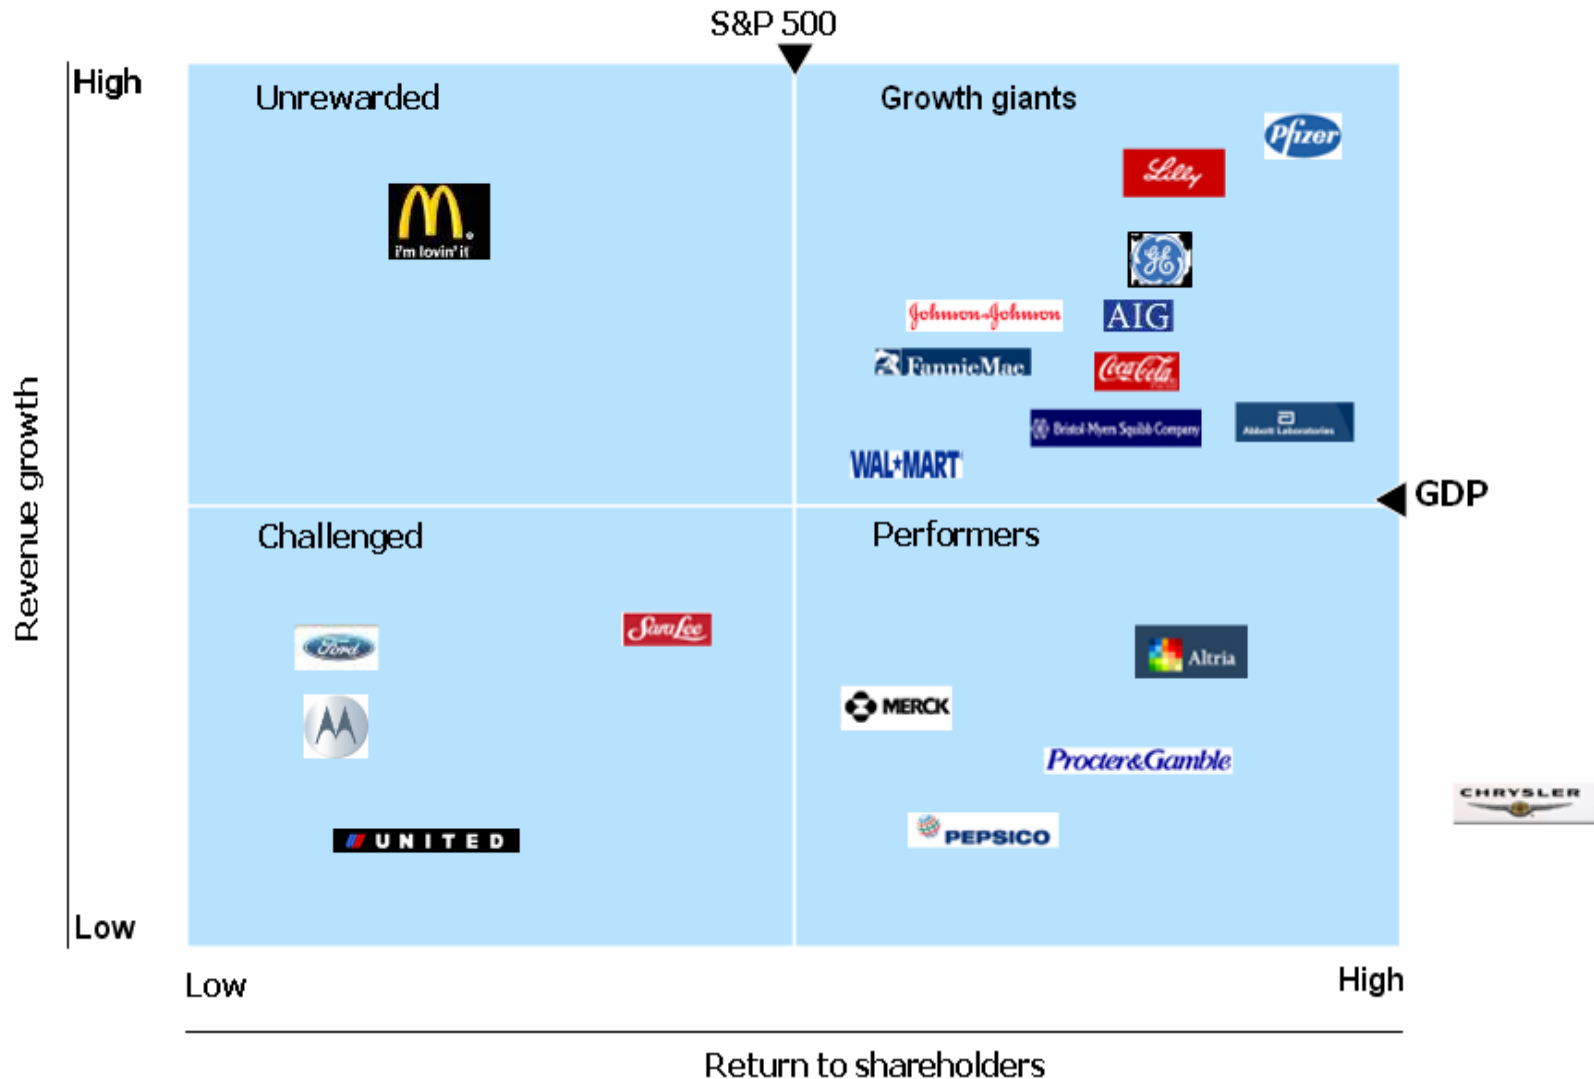 S&P 500
High
Unrewarded
Growth giants
Pfizer
Lilly
i'm lovin' it
GE
Johnson-Johnson
AIG
FannieMae
Coca-Cola
Bristol-Myers Squibb Company
Abbott Laboratories
WAL★MART
GDP
Revenue growth
Challenged
Performers
Ford
SaraLee
Altria
MERCK
Procter&Gamble
CHRYSLER
UNITED
PEPSICO
Low
Low
High
Return to shareholders